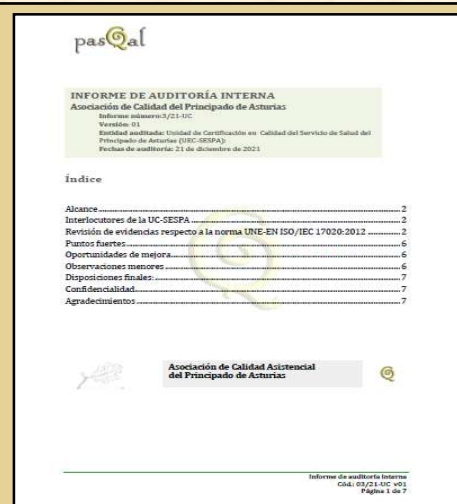 pasQal
INFORME DE AUDITORÍA INTERNA
Asociación de Calidad del Principado de Asturias
Informe número:3/21-UC
Versión: 01
Entidad auditada: Unidad de Certificación en Calidad del Servicio de Salud del
Principado de Asturias (UEC-SESPA):
Fechas de auditoría: 21 de diciembre de 2021
Índice
Alcance 2
Interlocutores de la UC-SESPA 2
Revisión de evidencias respecto a la norma UNE-EN ISO/IEC 17020:2012 2
Puntos fuertes 6
Oportunidades de mejora 6
Observaciones menores 6
Disposiciones finales: 7
Confidencialidad 7
Agradecimientos 7
Asociación de Calidad Asistencial
del Principado de Asturias
Informe de auditoría interna
Cód.: 03/21-UC v01
Página 1 de 7